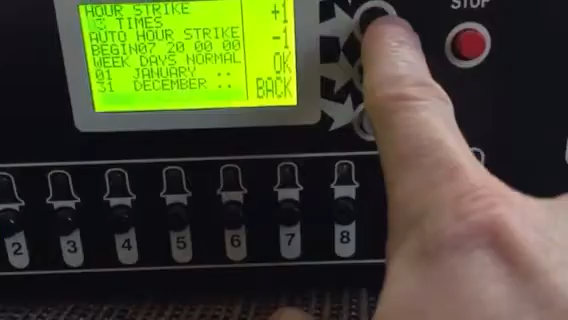 HOUR STRIKE
03 TIMES
AUTO HOUR STRIKE
BEGIN07 20 00 00
WEEK DAYS NORMAL
01 JANUARY ..
31 DECEMBER ..
+1
-1
OK
BACK
STOP
2 3 4 5 6 7 8